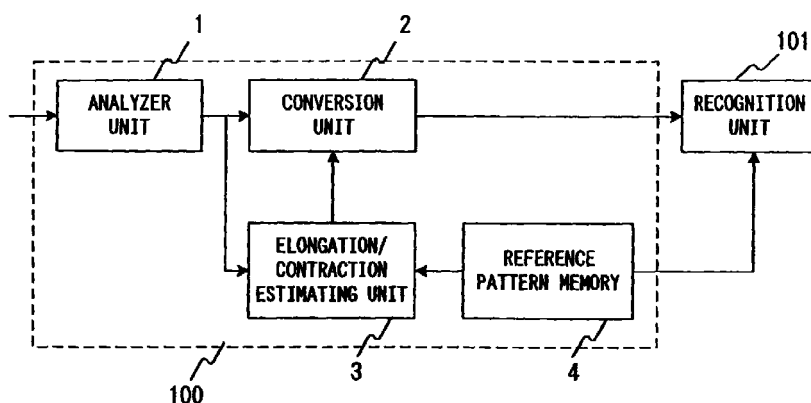 1
2
101
ANALYZER
UNIT
CONVERSION
UNIT
RECOGNITION
UNIT
ELONGATION/
CONTRACTION
ESTIMATING UNIT
REFERENCE
PATTERN MEMORY
100
3
4